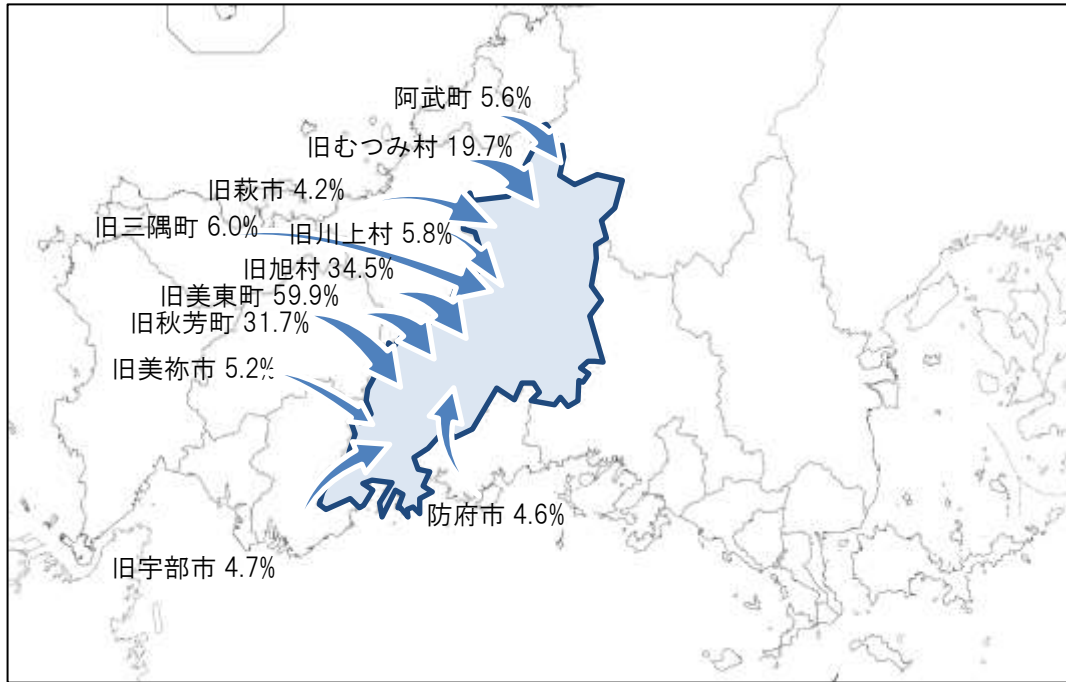 阿武町 5.6%
旧むつみ村 19.7%
旧萩市 4.2%
旧三隅町 6.0%
旧川上村 5.8%
旧旭村 34.5%
旧美東町 59.9%
旧秋芳町 31.7%
旧美祢市 5.2%
防府市 4.6%
旧宇部市 4.7%